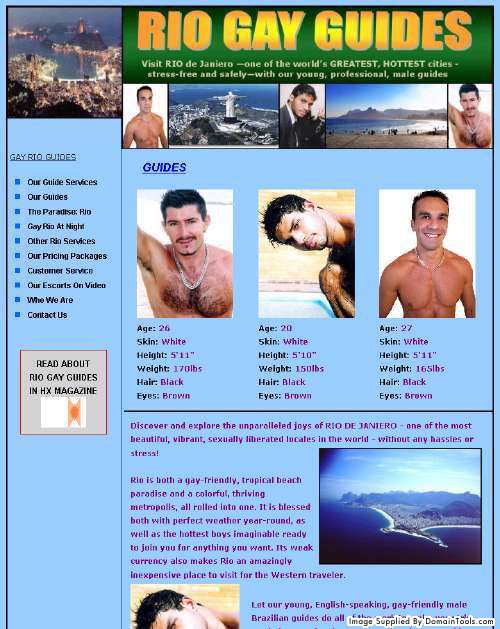 RIO GAY GUIDES
Visit RIO de Janiero —one of the world's GREATEST, HOTTEST cities -
stress-free and safely—with our young, professional, male guides
GAY RIO GUIDES
Our Guide Services
Our Guides
The Paradise: Rio
Gay Rio At Night
Other Rio Services
Our Pricing Packages
Customer Service
Our Escorts On Video
Who We Are
Contact Us
READ ABOUT
RIO GAY GUIDES
IN HX MAGAZINE
GUIDES
Age: 26
Skin: White
Height: 5'11"
Weight: 170lbs
Hair: Black
Eyes: Brown
Age: 20
Skin: White
Height: 5'10"
Weight: 150lbs
Hair: Black
Eyes: Brown
Age: 27
Skin: White
Height: 5'11"
Weight: 165lbs
Hair: Black
Eyes: Brown
Discover and explore the unparalleled joys of RIO DE JANIERO - one of the most
beautiful, vibrant, sexually liberated locales in the world - without any hassles or
stress!
Rio is both a gay-friendly, tropical beach
paradise and a colorful, thriving
metropolis, all rolled into one. It is blessed
both with perfect weather year-round, as
well as the hottest boys imaginable ready
to join you for anything you want. Its weak
currency also makes Rio an amazingly
inexpensive place to visit for the Western traveler.
Let our young, English-speaking, gay-friendly male
Brazilian guides do all of the
Image Supplied By DomainTools.com